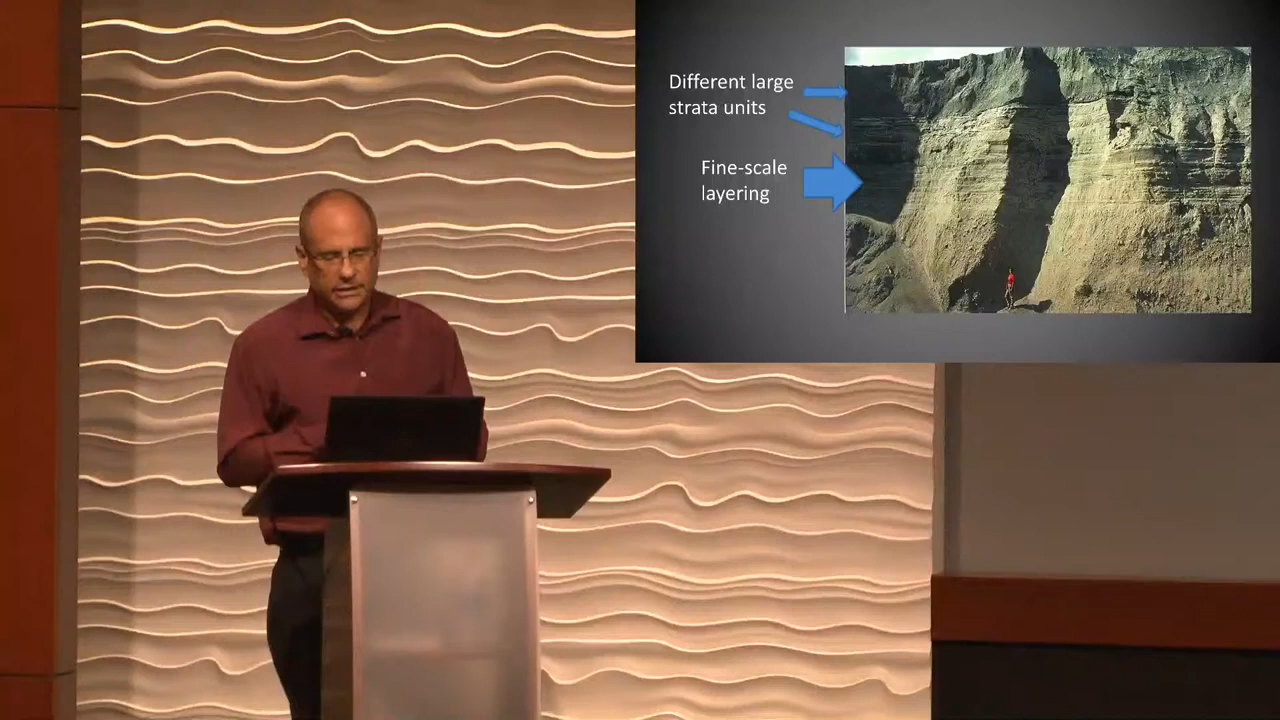 Different large
strata units
Fine-scale
layering